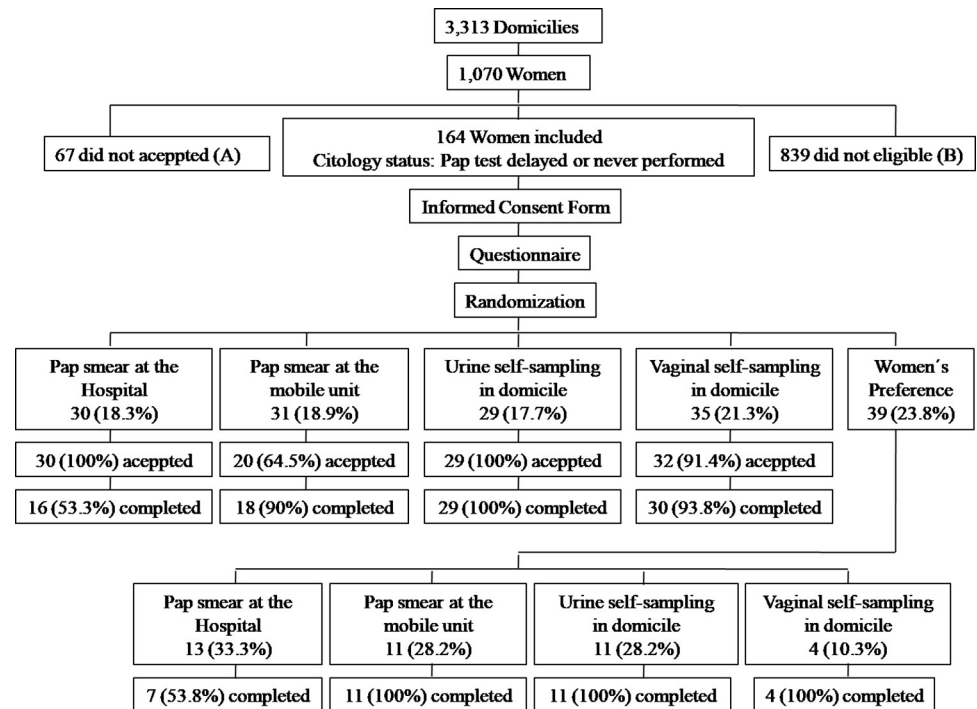 3,313 Domicilies
1,070 Women
67 did not aceppted (A)
164 Women included
Citology status: Pap test delayed or never performed
839 did not eligible (B)
Informed Consent Form
Questionnaire
Randomization
Pap smear at the
Hospital
30 (18.3%)
Pap smear at the
mobile unit
31 (18.9%)
Urine self-sampling
in domicile
29 (17.7%)
Vaginal self-sampling
in domicile
35 (21.3%)
Women´s
Preference
39 (23.8%)
30 (100%) aceppted
20 (64.5%) aceppted
29 (100%) aceppted
32 (91.4%) aceppted
16 (53.3%) completed
18 (90%) completed
29 (100%) completed
30 (93.8%) completed
Pap smear at the
Hospital
13 (33.3%)
Pap smear at the
mobile unit
11 (28.2%)
Urine self-sampling
in domicile
11 (28.2%)
Vaginal self-sampling
in domicile
4 (10.3%)
7 (53.8%) completed
11 (100%) completed
11 (100%) completed
4 (100%) completed